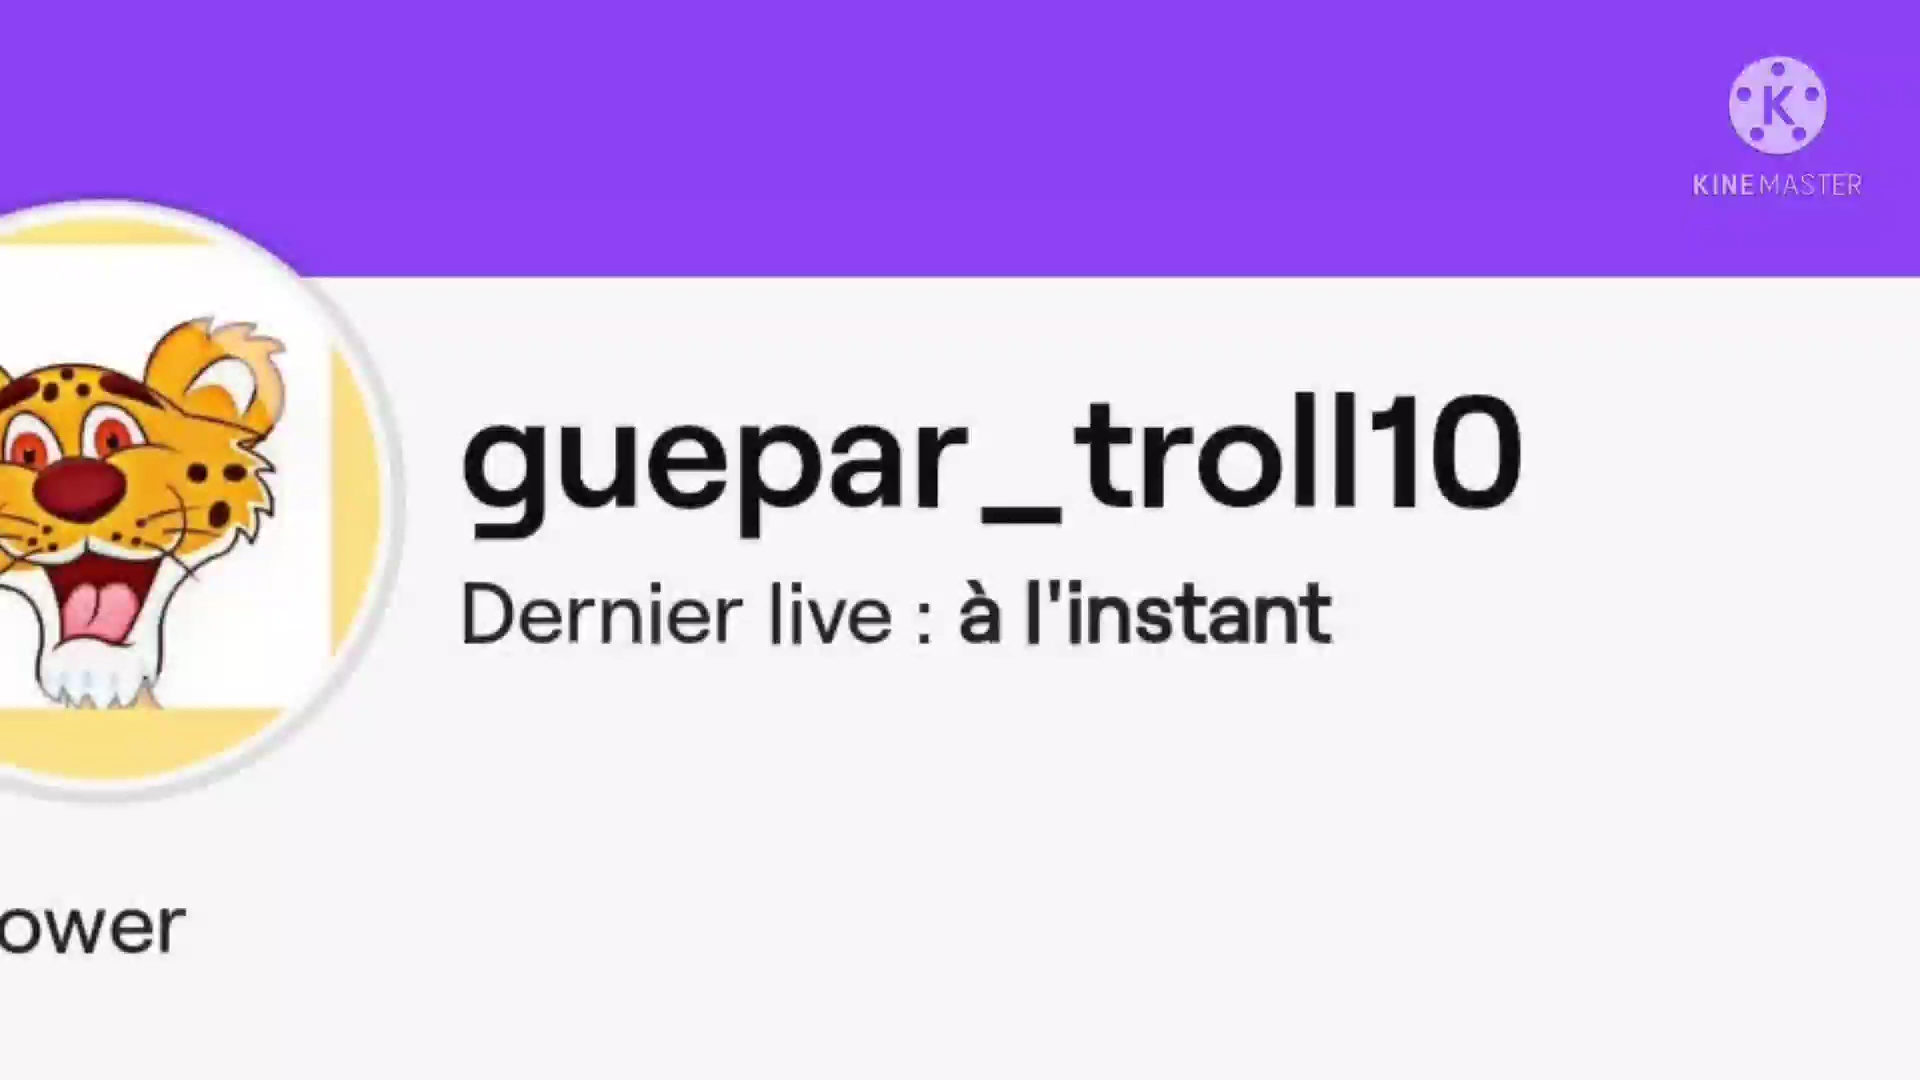 K
KINEMASTER
guepar_troll10
Dernier live : à l'instant
ower